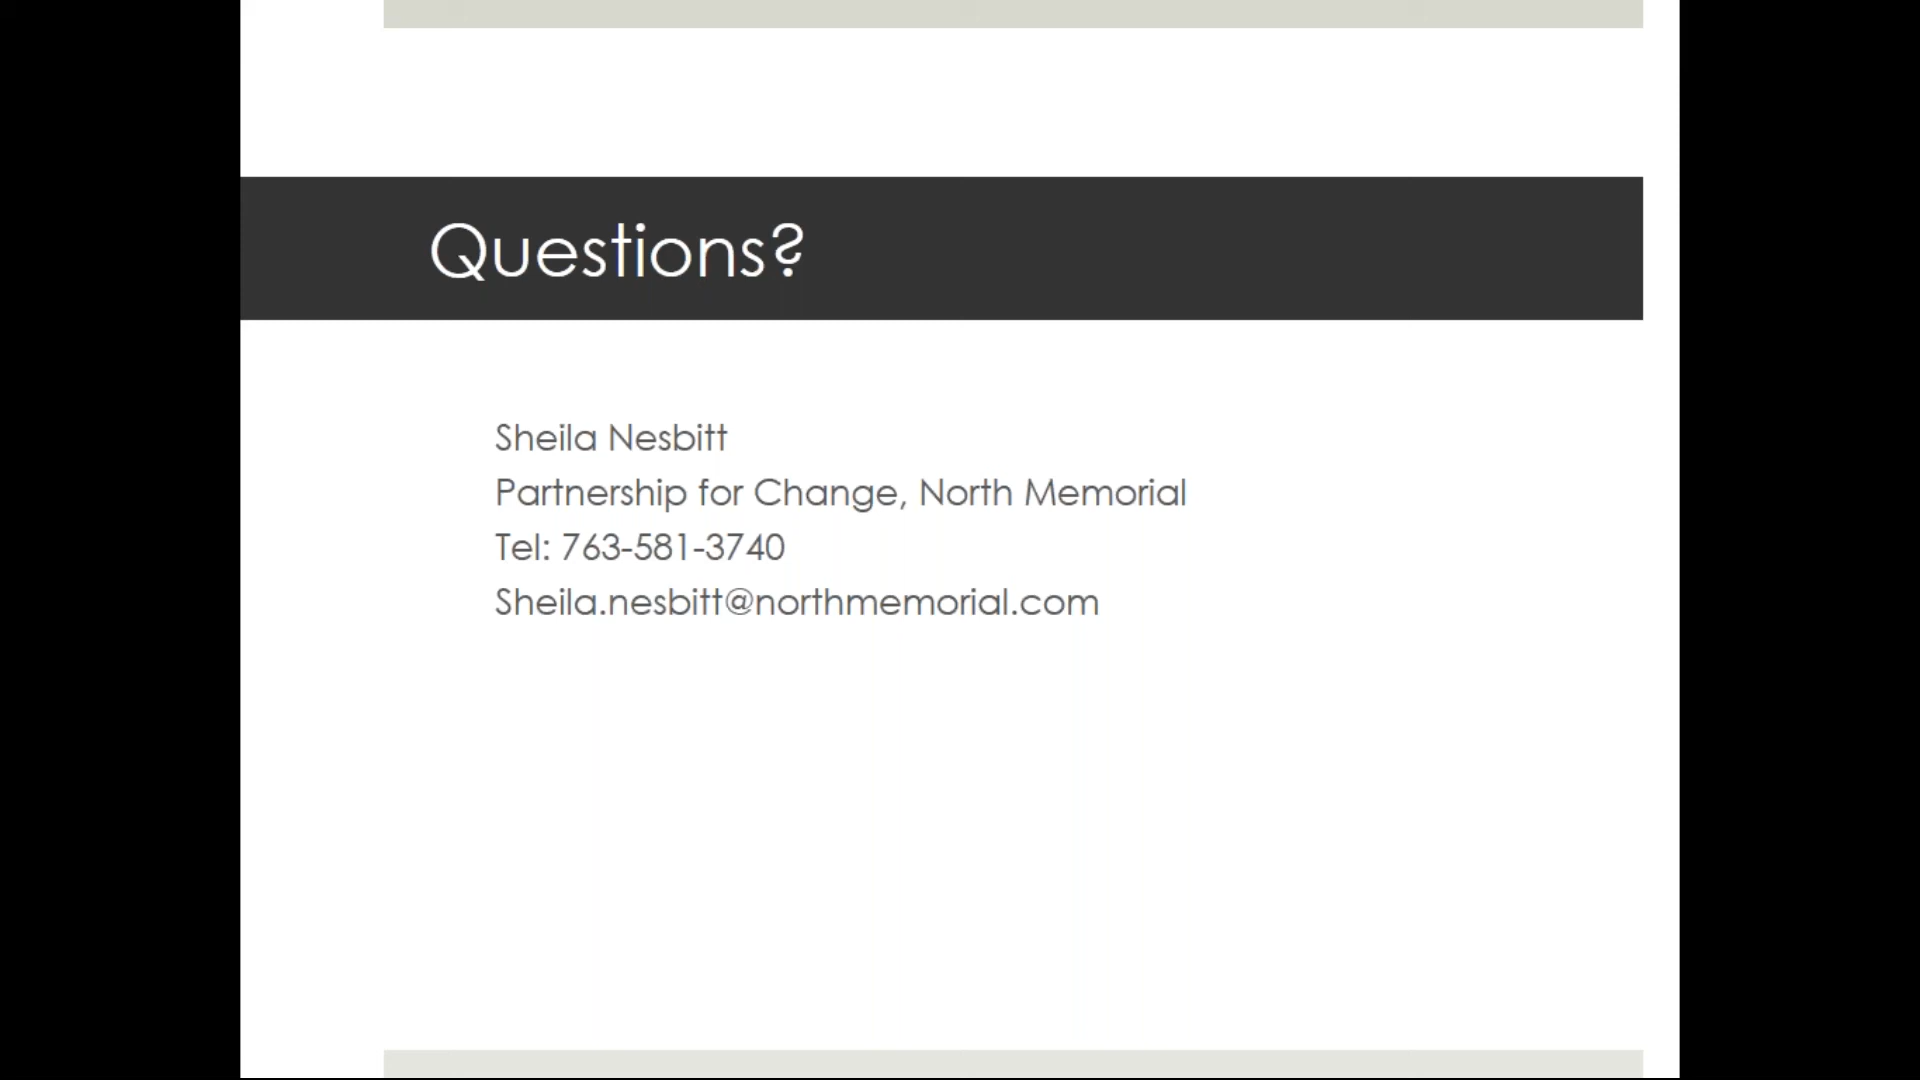 Questions?
Sheila Nesbitt
Partnership for Change, North Memorial
Tel: 763-581-3740
Sheila.nesbitt@northmemorial.com